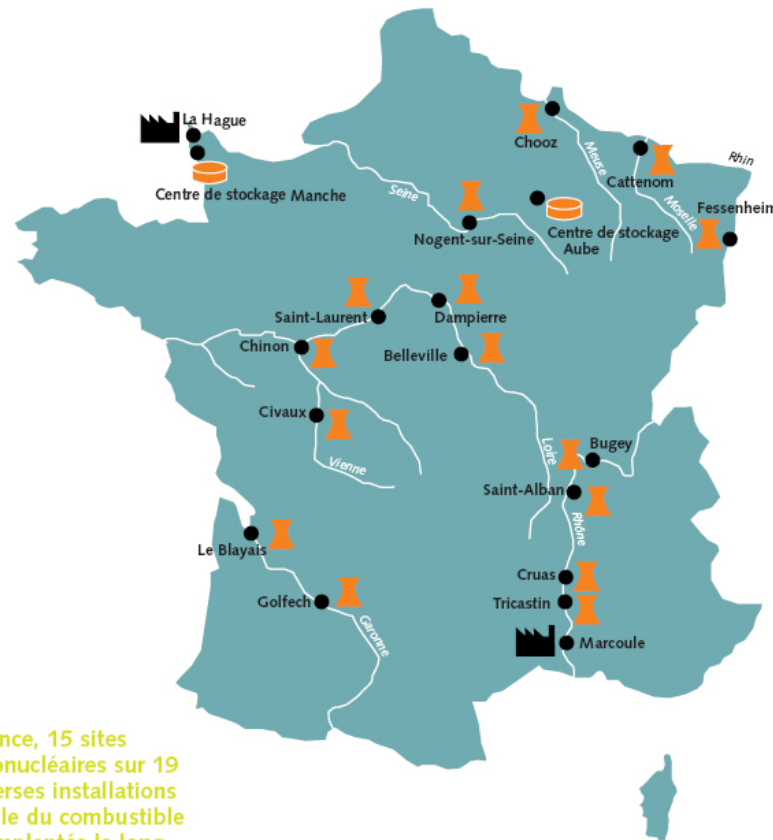 La Hague
Centre de stockage Manche
Chooz
Meuse
Cattenom
Rhin
Moselle
Fessenheim
Seine
Nogent-sur-Seine
Centre de stockage
Aube
Saint-Laurent
Dampierre
Chinon
Belleville
Civaux
Vienne
Loire
Bugey
Saint-Alban
Rhône
Le Blayais
Golfech
Garonne
Cruas
Tricastin
Marcoule
nce, 15 sites
onucléaires sur 19
erses installations
le du combustible